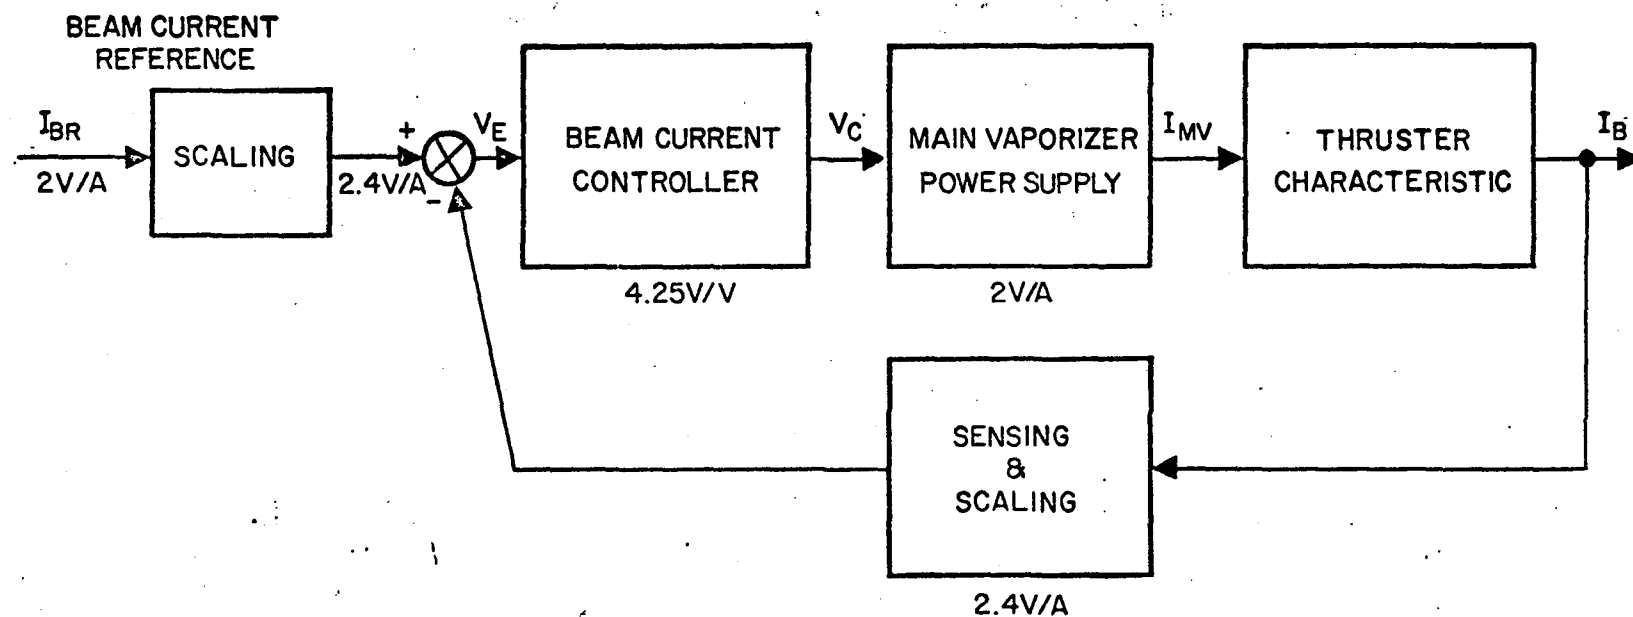 BEAM CURRENT
REFERENCE
I_BR
2V/A
SCALING
+
2.4V/A
-
V_E
BEAM CURRENT
CONTROLLER
4.25V/V
V_C
MAIN VAPORIZER
POWER SUPPLY
2V/A
I_MV
THRUSTER
CHARACTERISTIC
I_B
SENSING
&
SCALING
2.4V/A